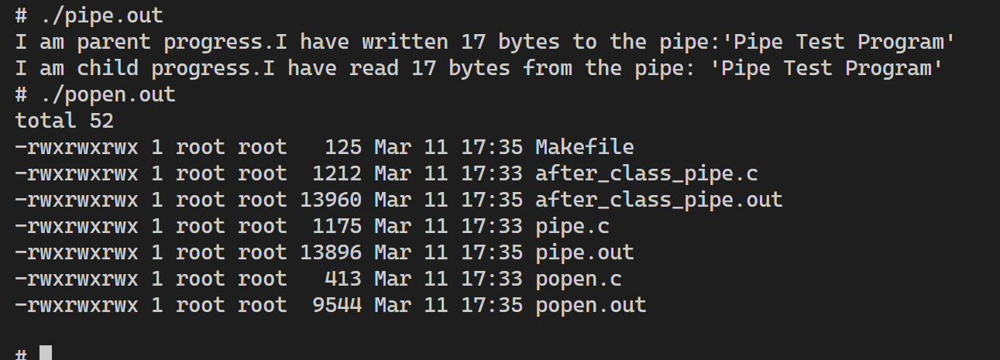 # ./pipe.out
I am parent progress.I have written 17 bytes to the pipe:'Pipe Test Program'
I am child progress.I have read 17 bytes from the pipe: 'Pipe Test Program'
# ./popen.out
total 52
-rwxrwxrwx 1 root root   125 Mar 11 17:35 Makefile
-rwxrwxrwx 1 root root  1212 Mar 11 17:33 after_class_pipe.c
-rwxrwxrwx 1 root root 13960 Mar 11 17:35 after_class_pipe.out
-rwxrwxrwx 1 root root  1175 Mar 11 17:33 pipe.c
-rwxrwxrwx 1 root root 13896 Mar 11 17:35 pipe.out
-rwxrwxrwx 1 root root   413 Mar 11 17:33 popen.c
-rwxrwxrwx 1 root root  9544 Mar 11 17:35 popen.out
#